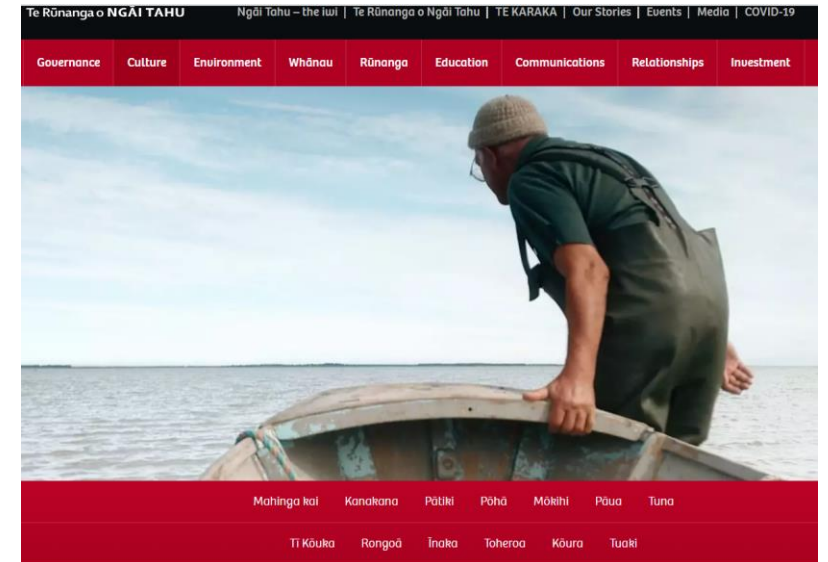 Te Rūnanga o NGĀI TAHU Ngāi Tahu – the iwi | Te Rūnanga o Ngāi Tahu | TE KARAKA | Our Stories | Events | Media | COVID-19
Governance Culture Environment Whānau Rūnanga Education Communications Relationships Investment
Mahinga kai Kanakana Pātiki Pōhā Mōkihi Pāua Tuna
Tī Kōuka Rongoā Īnaka Toheroa Kōura Tuaki